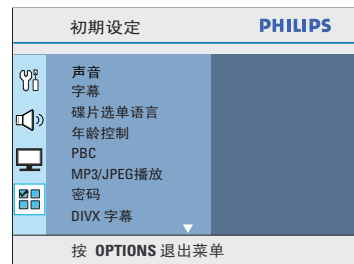 初期设定 PHILIPS
声音
字幕
碟片选单语言
年龄控制
PBC
MP3/JPEG播放
密码
DIVX 字幕
按 OPTIONS 退出菜单